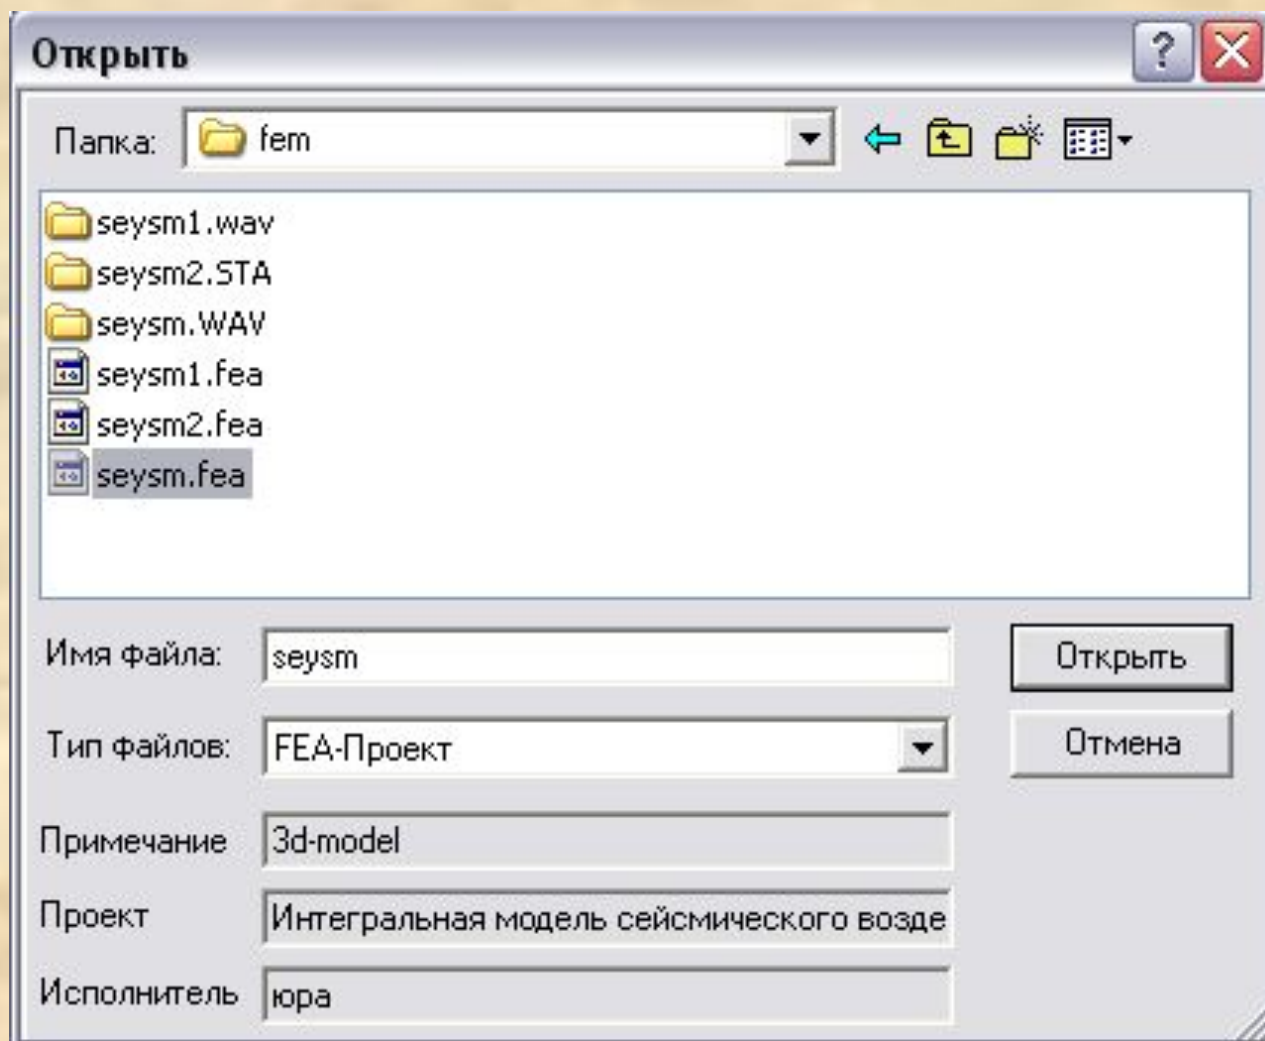 Открыть
Папка: fem
seysm1.wav
seysm2.STA
seysm.WAV
seysm1.fea
seysm2.fea
seysm.fea
Имя файла: seysm Открыть
Тип файлов: FEA-Проект Отмена
Примечание 3d-model
Проект Интегральная модель сейсмического возде
Исполнитель юра